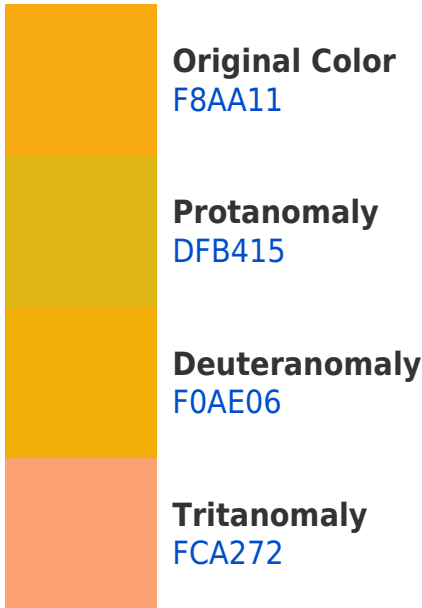 Original Color
F8AA11
Protanomaly
DFB415
Deuteranomaly
F0AE06
Tritanomaly
FCA272